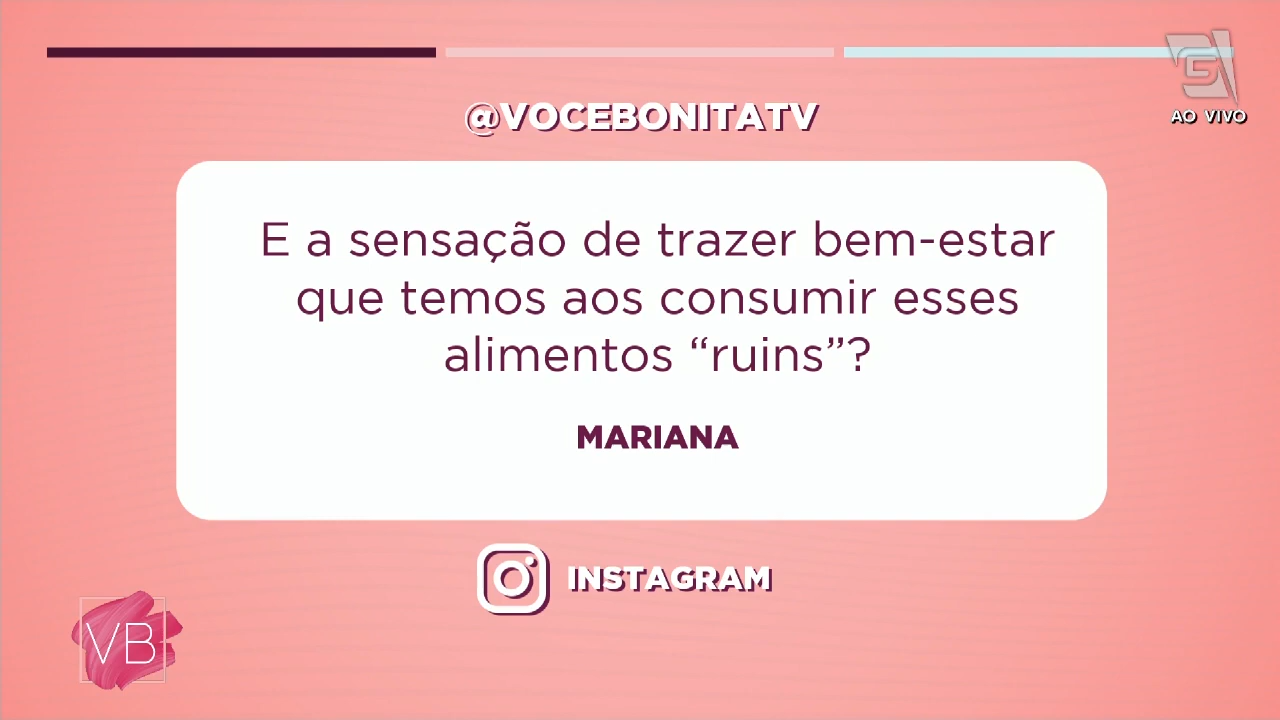 @VOCEBONITATV
AO VIVO
E a sensação de trazer bem-estar
que temos aos consumir esses
alimentos “ruins”?
MARIANA
INSTAGRAM
VB